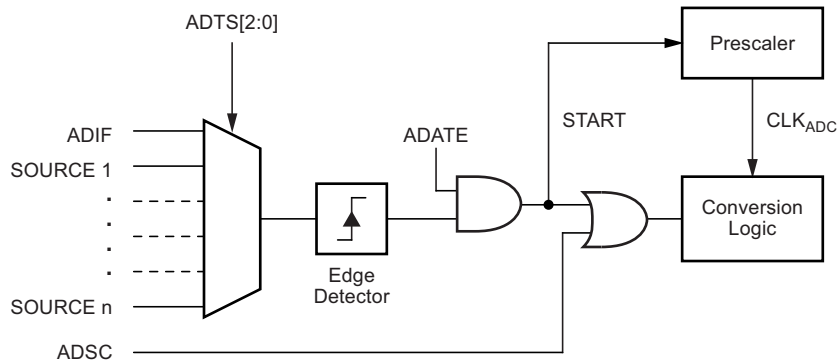 ADTS[2:0]
Prescaler
ADIF
ADATE
START
CLK_ADC
SOURCE 1
Conversion
Logic
Edge
Detector
SOURCE n
ADSC